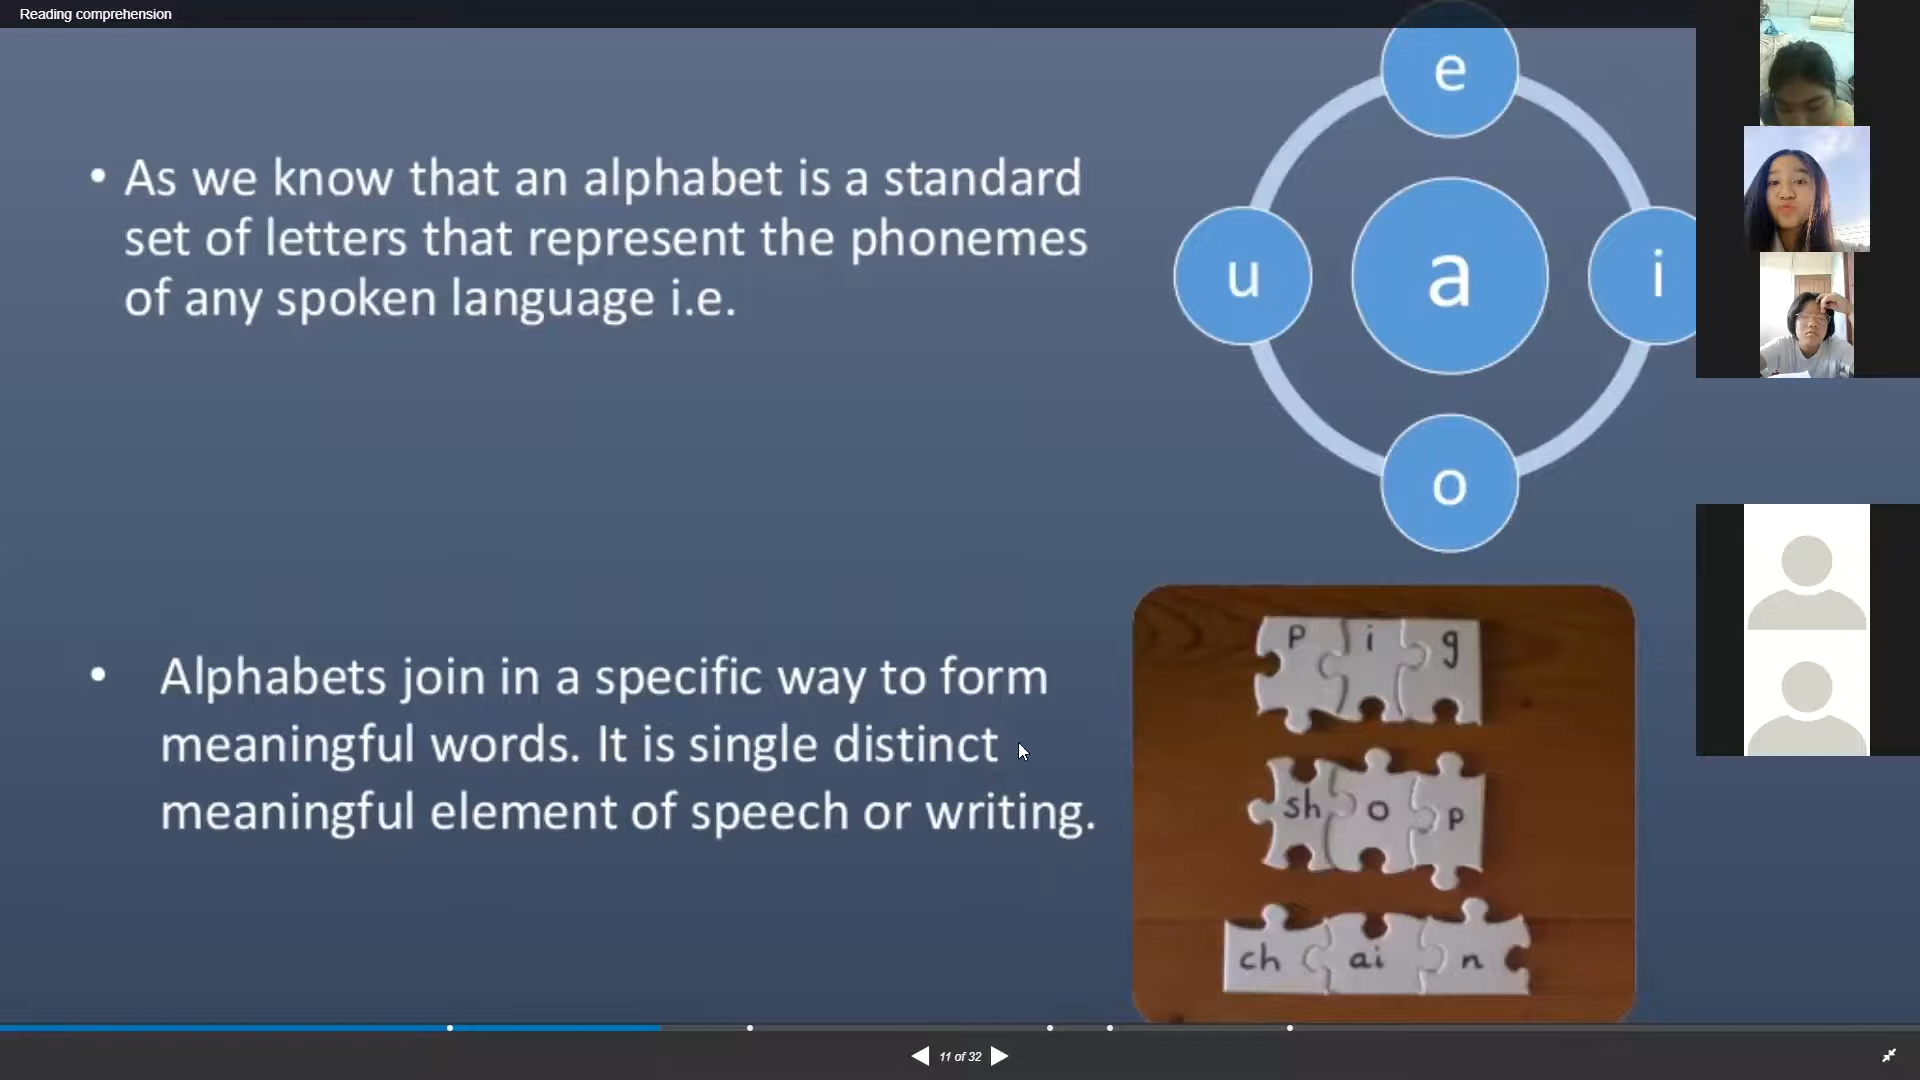 Reading comprehension
• As we know that an alphabet is a standard
set of letters that represent the phonemes
of any spoken language i.e.
e
u
a
i
o
• Alphabets join in a specific way to form
meaningful words. It is single distinct
meaningful element of speech or writing.
p i g
sh o p
ch ai n
11 of 32